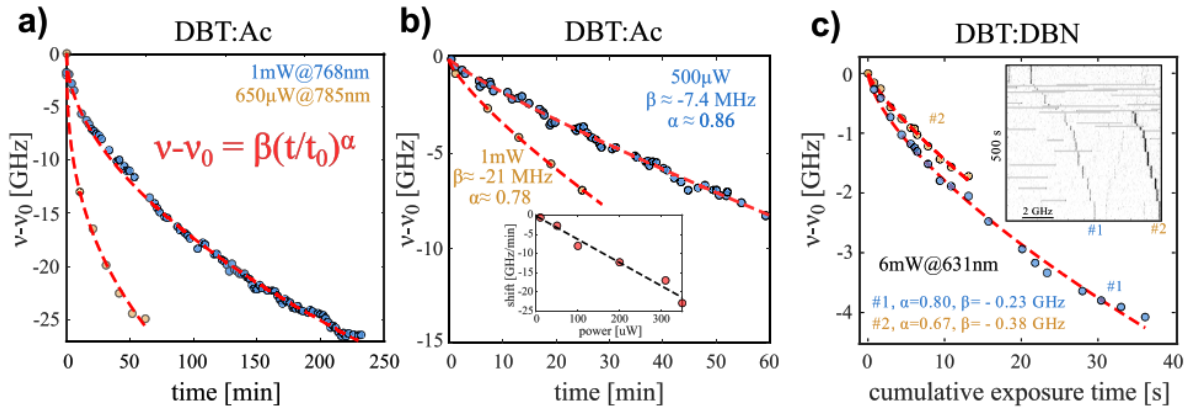 a)
DBT:Ac
1mW@768nm
650μW@785nm
ν-ν0 = β(t/t0)^α
ν-ν0 [GHz]
0
-5
-10
-15
-20
-25
0 50 100 150 200 250
time [min]
b)
DBT:Ac
500μW
β ≈ -7.4 MHz
α ≈ 0.86
1mW
β≈ -21 MHz
α≈ 0.78
ν-ν0 [GHz]
0
-5
-10
-15
0 10 20 30 40 50 60
time [min]
shift [GHz/min]
0
-5
-10
-15
-20
-25
0 100 200 300
power [uW]
c)
DBT:DBN
#2
500 s
2 GHz
#1 #2
ν-ν0 [GHz]
0
-1
-2
-3
-4
6mW@631nm
#1
#1, α=0.80, β= - 0.23 GHz
#2, α=0.67, β= - 0.38 GHz
0 10 20 30 40
cumulative exposure time [s]